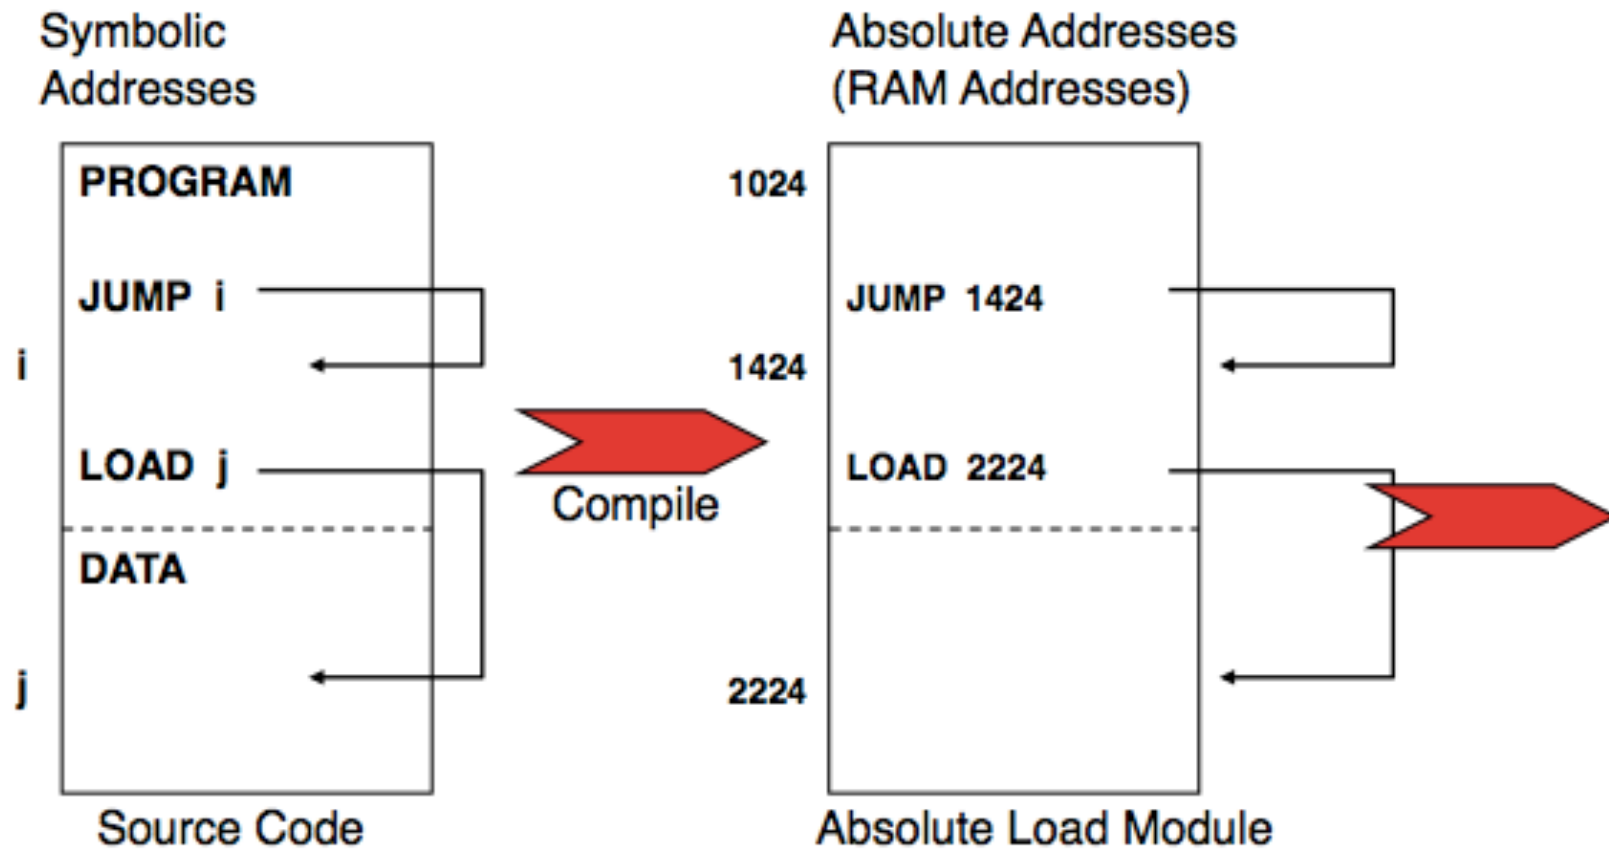 Symbolic
Addresses
PROGRAM
JUMP i
i
LOAD j
DATA
j
Source Code
Compile
Absolute Addresses
(RAM Addresses)
1024
JUMP 1424
1424
LOAD 2224
2224
Absolute Load Module